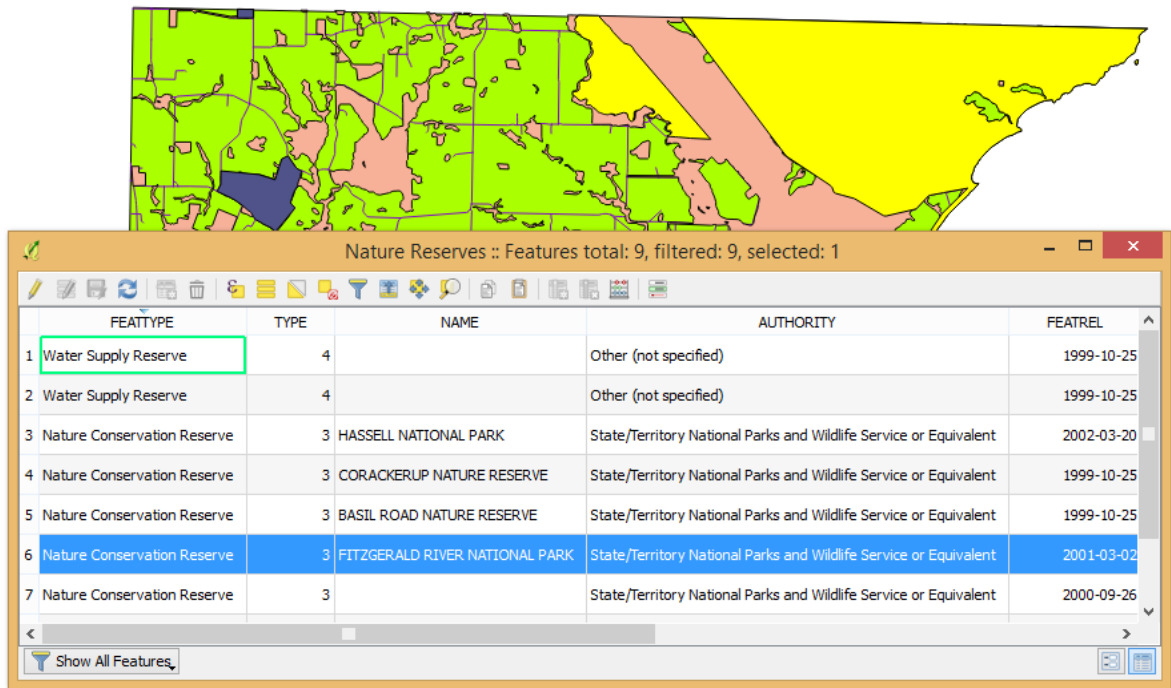 Nature Reserves :: Features total: 9, filtered: 9, selected: 1
FEATTYPE TYPE NAME AUTHORITY FEATREL
1 Water Supply Reserve 4 Other (not specified) 1999-10-25
2 Water Supply Reserve 4 Other (not specified) 1999-10-25
3 Nature Conservation Reserve 3 HASSELL NATIONAL PARK State/Territory National Parks and Wildlife Service or Equivalent 2002-03-20
4 Nature Conservation Reserve 3 CORACKERUP NATURE RESERVE State/Territory National Parks and Wildlife Service or Equivalent 1999-10-25
5 Nature Conservation Reserve 3 BASIL ROAD NATURE RESERVE State/Territory National Parks and Wildlife Service or Equivalent 1999-10-25
6 Nature Conservation Reserve 3 FITZGERALD RIVER NATIONAL PARK State/Territory National Parks and Wildlife Service or Equivalent 2001-03-02
7 Nature Conservation Reserve 3 State/Territory National Parks and Wildlife Service or Equivalent 2000-09-26
Show All Features